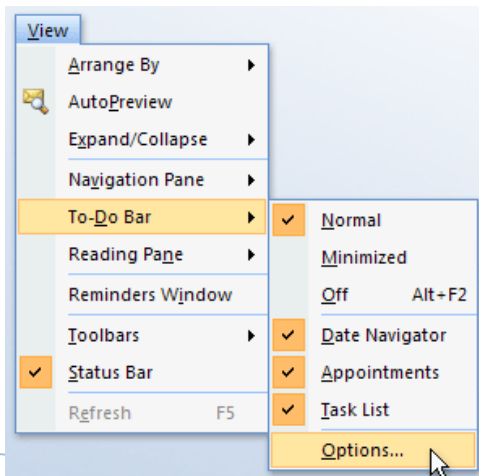 View
Arrange By
AutoPreview
Expand/Collapse
Navigation Pane
To-Do Bar
Reading Pane
Reminders Window
Toolbars
Status Bar
Refresh F5
Normal
Minimized
Off Alt+F2
Date Navigator
Appointments
Task List
Options...